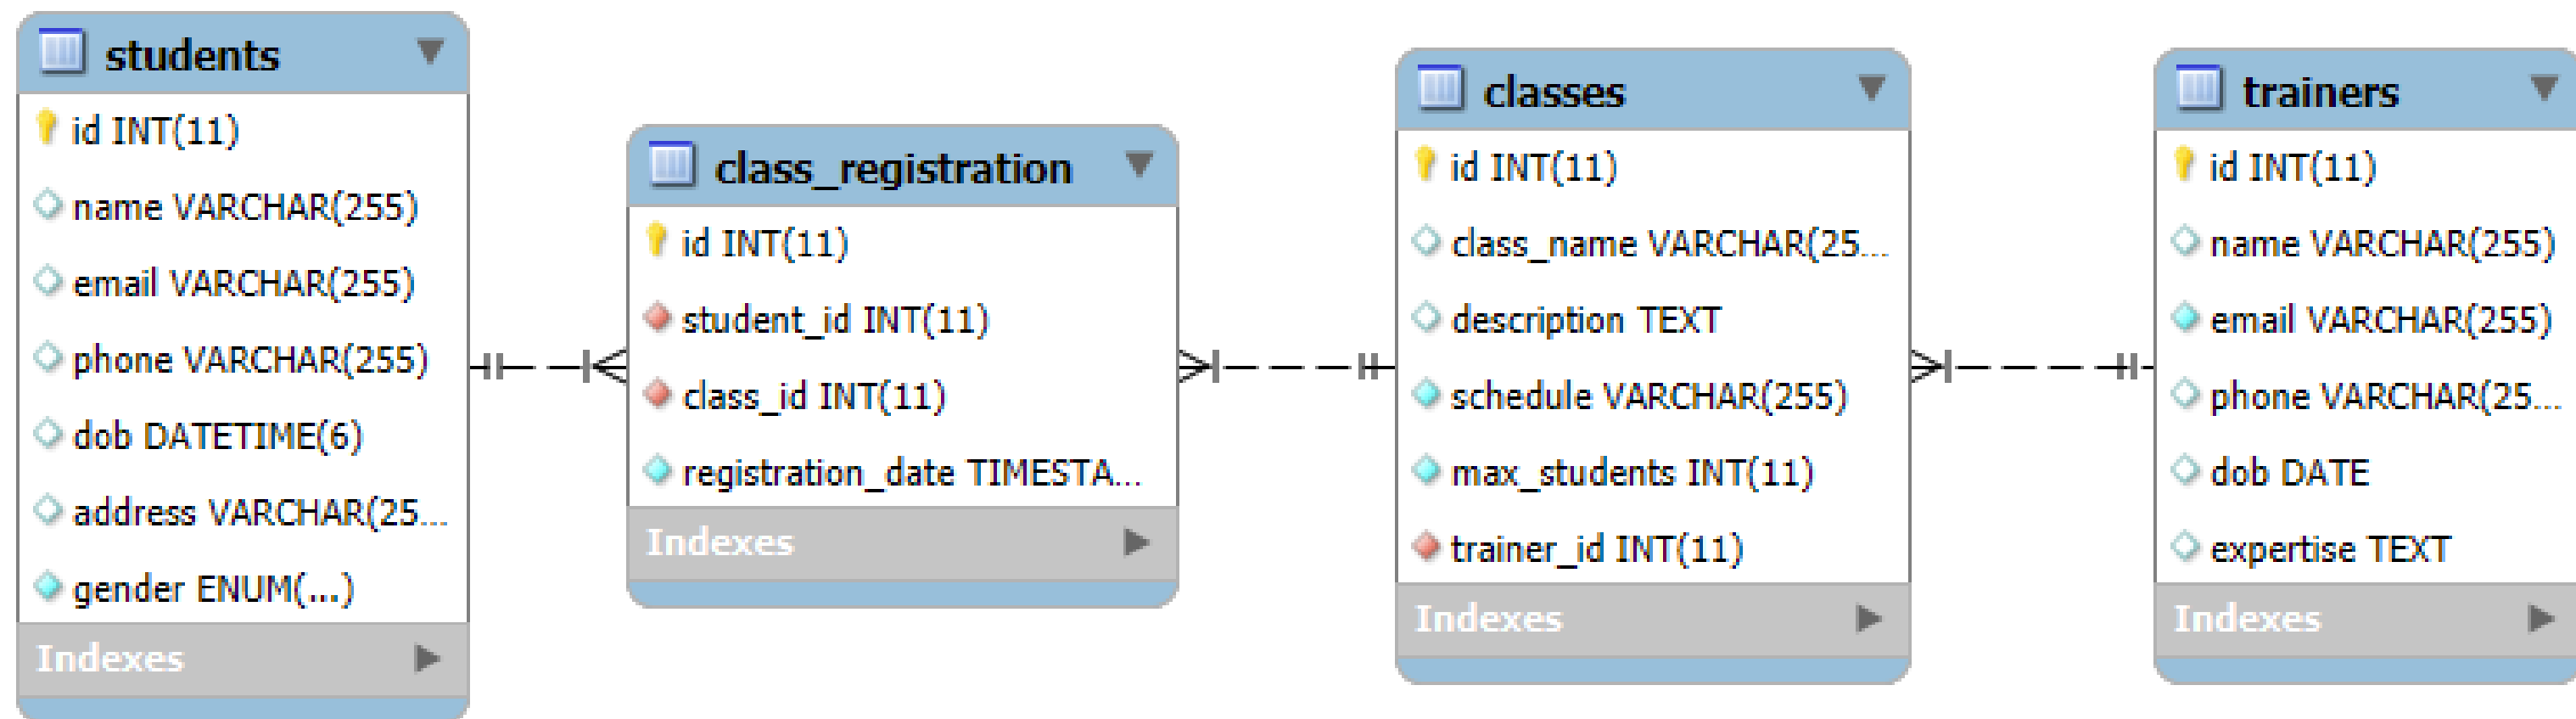 students
id INT(11)
name VARCHAR(255)
email VARCHAR(255)
phone VARCHAR(255)
dob DATETIME(6)
address VARCHAR(25...
gender ENUM(...)
Indexes
class_registration
id INT(11)
student_id INT(11)
class_id INT(11)
registration_date TIMESTA...
Indexes
classes
id INT(11)
class_name VARCHAR(25...
description TEXT
schedule VARCHAR(255)
max_students INT(11)
trainer_id INT(11)
Indexes
trainers
id INT(11)
name VARCHAR(255)
email VARCHAR(255)
phone VARCHAR(25...
dob DATE
expertise TEXT
Indexes